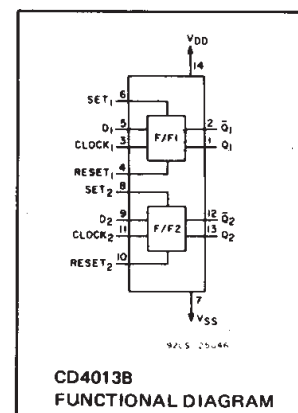 VDD
14
6
SET1
D1 5
2 Q̅1
F/F1
CLOCK1 3
1 Q1
4
RESET1
SET2
8
D2 9
12 Q̅2
F/F2
CLOCK2 11
13 Q2
10
RESET2
7
VSS
92CS-
CD4013B
FUNCTIONAL DIAGRAM